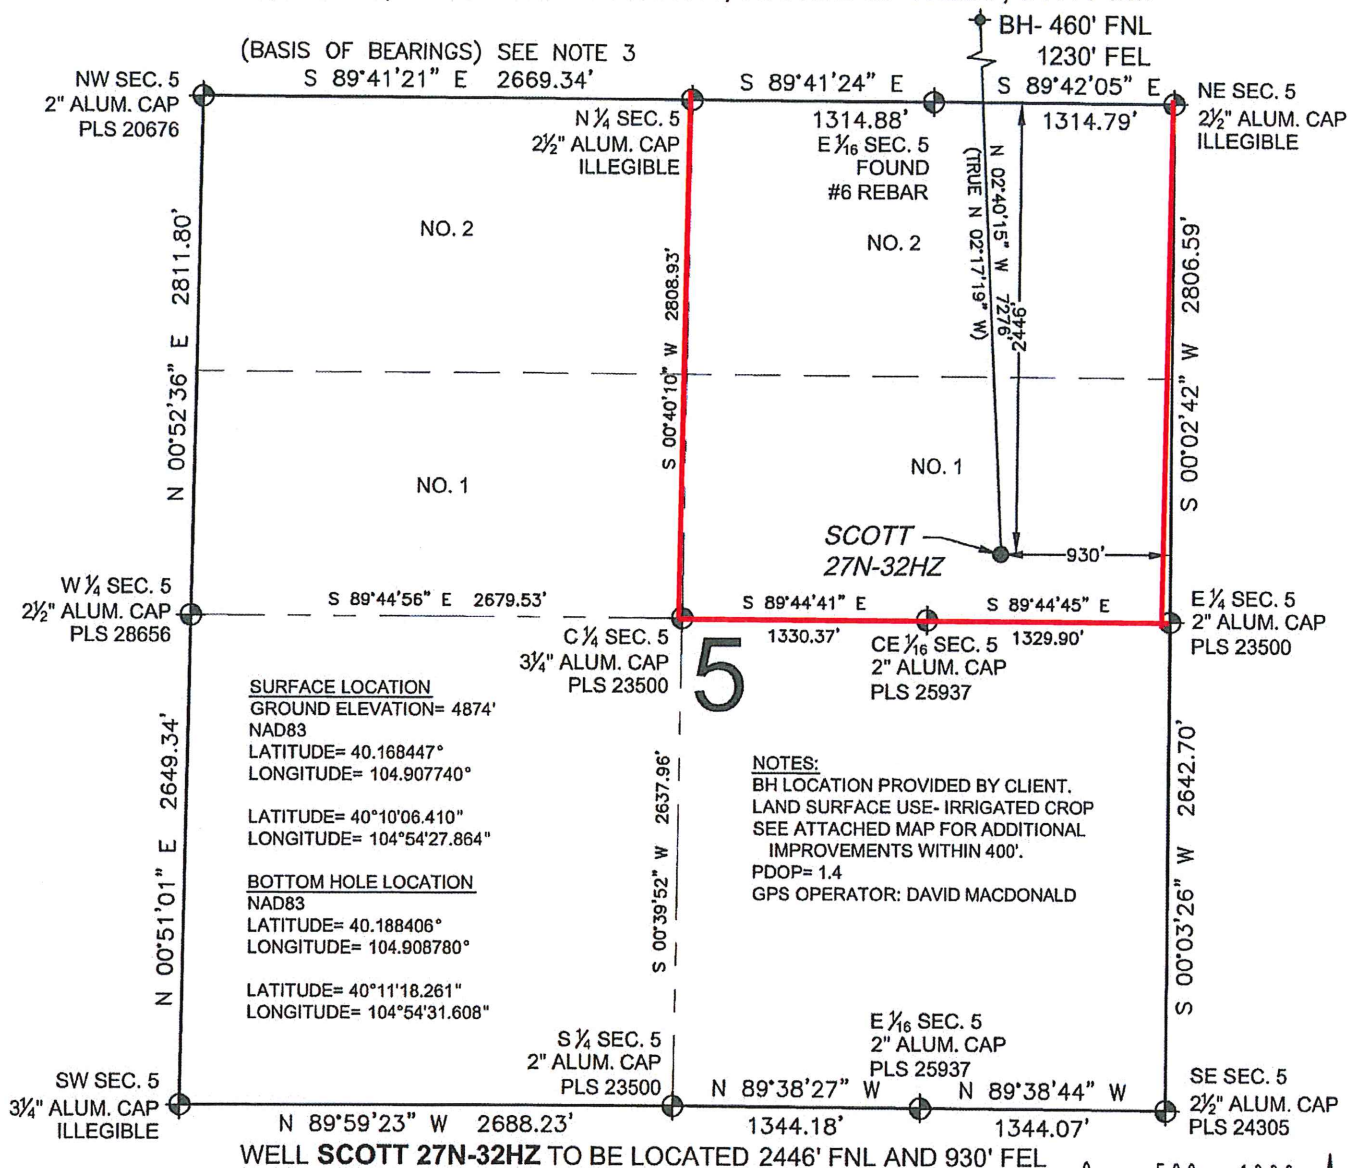 BH- 460' FNL
1230' FEL
(BASIS OF BEARINGS) SEE NOTE 3
S 89°41'21" E 2669.34'
S 89°41'24" E
1314.88'
S 89°42'05" E
1314.79'
NW SEC. 5
2" ALUM. CAP
PLS 20676
N ¼ SEC. 5
2½" ALUM. CAP
ILLEGIBLE
E 1⁄16 SEC. 5
FOUND
#6 REBAR
NE SEC. 5
2½" ALUM. CAP
ILLEGIBLE
N 00°52'36" E 2811.80'
NO. 2
S 00°40'10" W 2808.93'
NO. 2
N 02°40'15" W 7276'
(TRUE N 02°17'19" W)
2446'
S 00°02'42" W 2806.59'
NO. 1
NO. 1
SCOTT
27N-32HZ
930'
W ¼ SEC. 5
2½" ALUM. CAP
PLS 28656
S 89°44'56" E 2679.53'
S 89°44'41" E
1330.37'
S 89°44'45" E
1329.90'
C ¼ SEC. 5
3¼" ALUM. CAP
PLS 23500
5
CE 1⁄16 SEC. 5
2" ALUM. CAP
PLS 25937
E ¼ SEC. 5
2" ALUM. CAP
PLS 23500
N 00°51'01" E 2649.34'
SURFACE LOCATION
GROUND ELEVATION= 4874'
NAD83
LATITUDE= 40.168447°
LONGITUDE= 104.907740°
LATITUDE= 40°10'06.410"
LONGITUDE= 104°54'27.864"
BOTTOM HOLE LOCATION
NAD83
LATITUDE= 40.188406°
LONGITUDE= 104.908780°
LATITUDE= 40°11'18.261"
LONGITUDE= 104°54'31.608"
S 00°39'52" W 2637.96'
NOTES:
BH LOCATION PROVIDED BY CLIENT.
LAND SURFACE USE- IRRIGATED CROP
SEE ATTACHED MAP FOR ADDITIONAL
IMPROVEMENTS WITHIN 400'.
PDOP= 1.4
GPS OPERATOR: DAVID MACDONALD
S 00°03'26" W 2642.70'
SW SEC. 5
3¼" ALUM. CAP
ILLEGIBLE
S ¼ SEC. 5
2" ALUM. CAP
PLS 23500
E 1⁄16 SEC. 5
2" ALUM. CAP
PLS 25937
SE SEC. 5
2½" ALUM. CAP
PLS 24305
N 89°59'23" W 2688.23'
N 89°38'27" W
1344.18'
N 89°38'44" W
1344.07'
WELL SCOTT 27N-32HZ TO BE LOCATED 2446' FNL AND 930' FEL